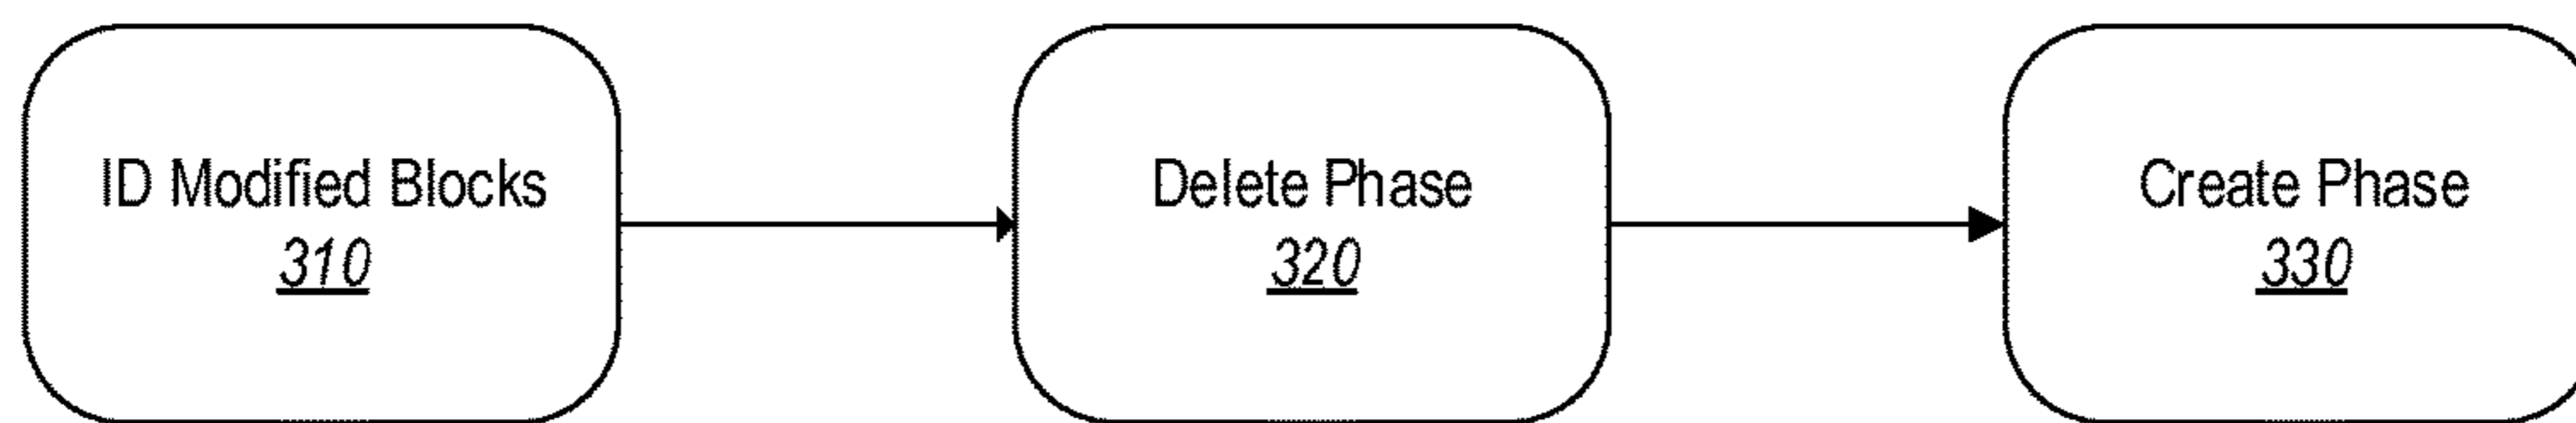 ID Modified Blocks
310
Delete Phase
320
Create Phase
330